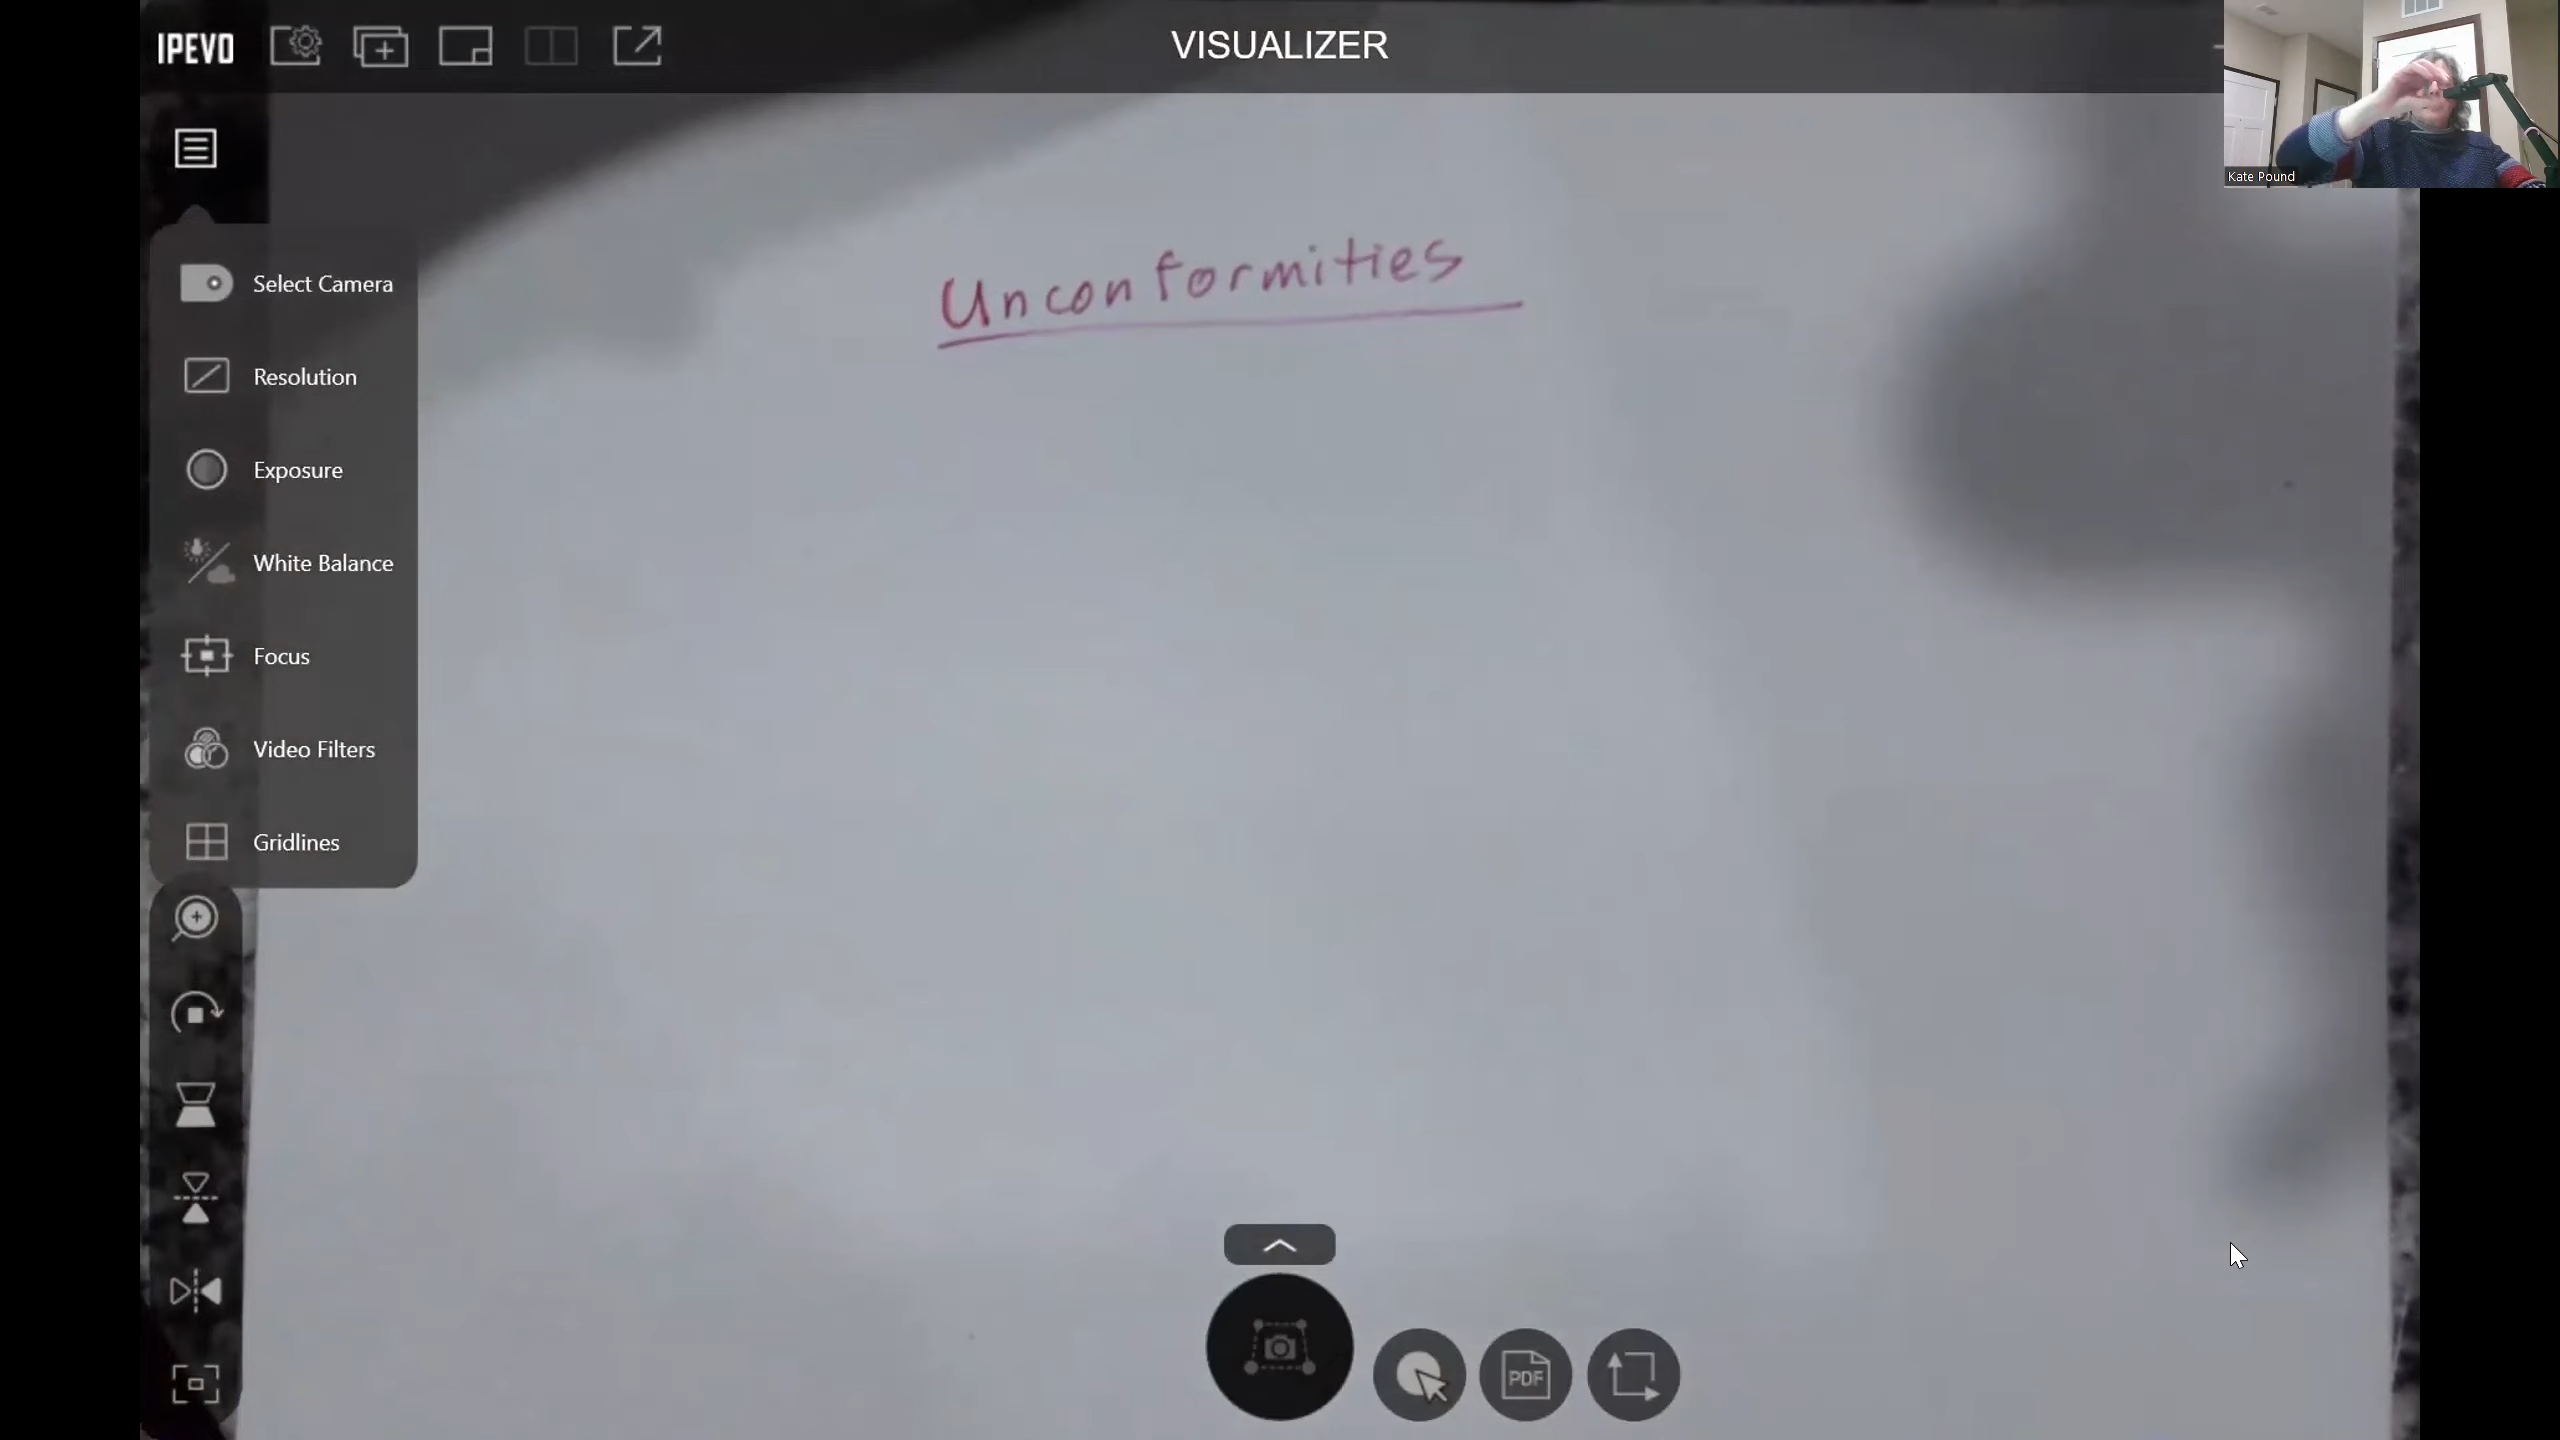 IPEVO
VISUALIZER
Kate Pound
Unconformities
Select Camera
Resolution
Exposure
White Balance
Focus
Video Filters
Gridlines
PDF